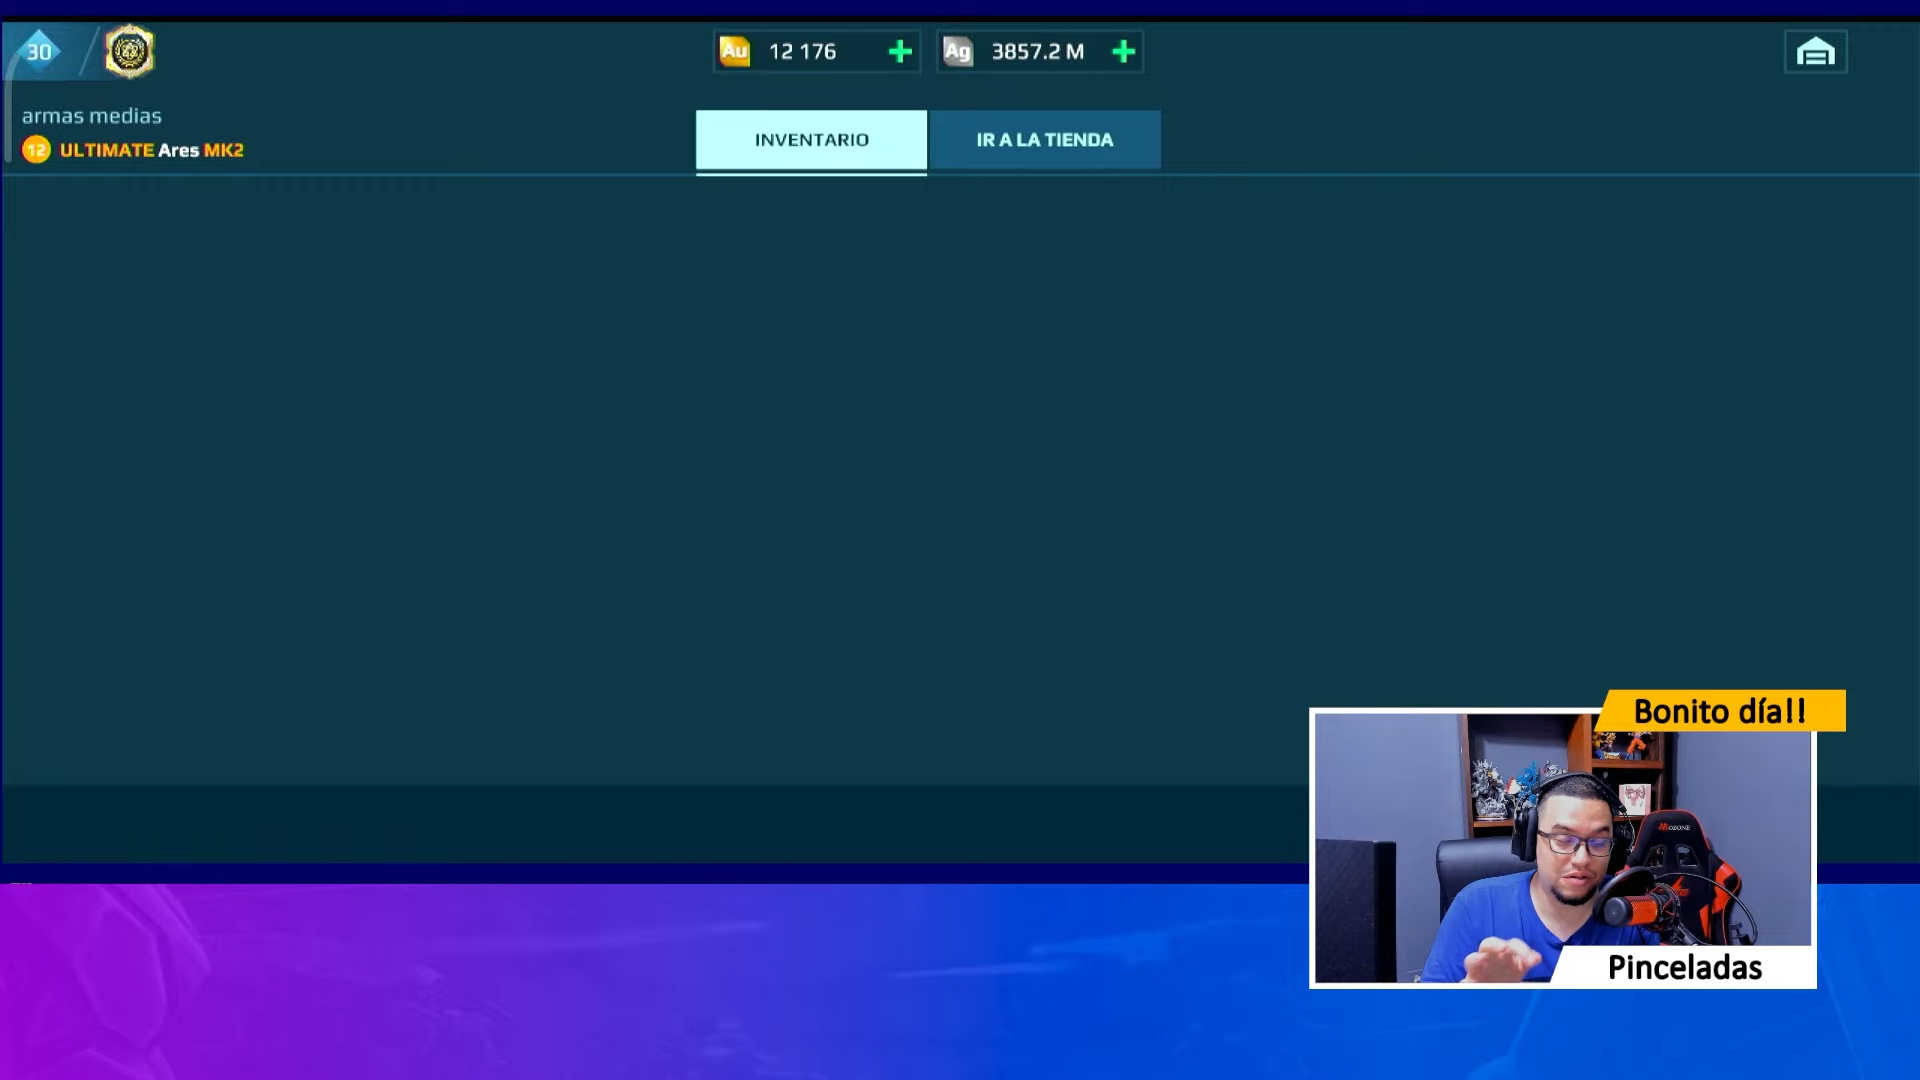 30
Au 12 176 +
Ag 3857.2 M +
armas medias
12 ULTIMATE Ares MK2
INVENTARIO
IR A LA TIENDA
Bonito día!!
OZONE
Pinceladas